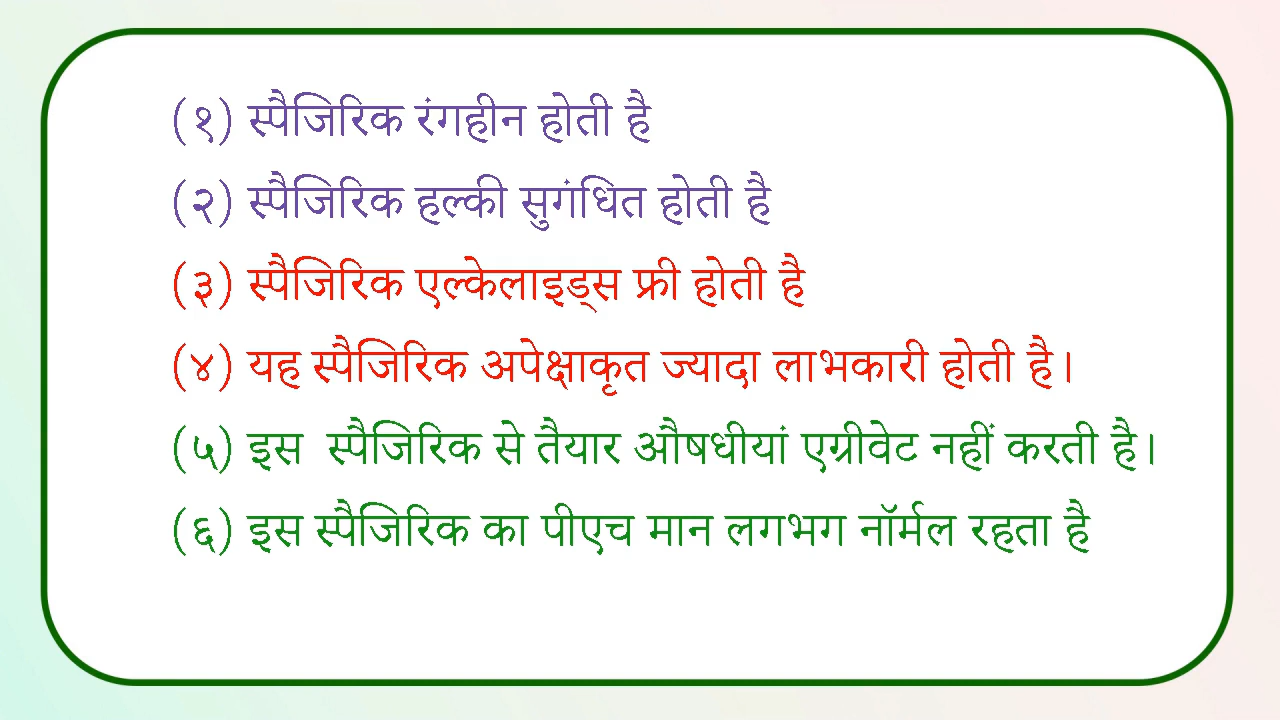 (१) स्पैजिरिक रंगहीन होती है
(२) स्पैजिरिक हल्की सुगंधित होती है
(३) स्पैजिरिक एल्केलाइड्स फ्री होती है
(४) यह स्पैजिरिक अपेक्षाकृत ज्यादा लाभकारी होती है।
(५) इस स्पैजिरिक से तैयार औषधीयां एग्रीवेट नहीं करती है।
(६) इस स्पैजिरिक का पीएच मान लगभग नॉर्मल रहता है